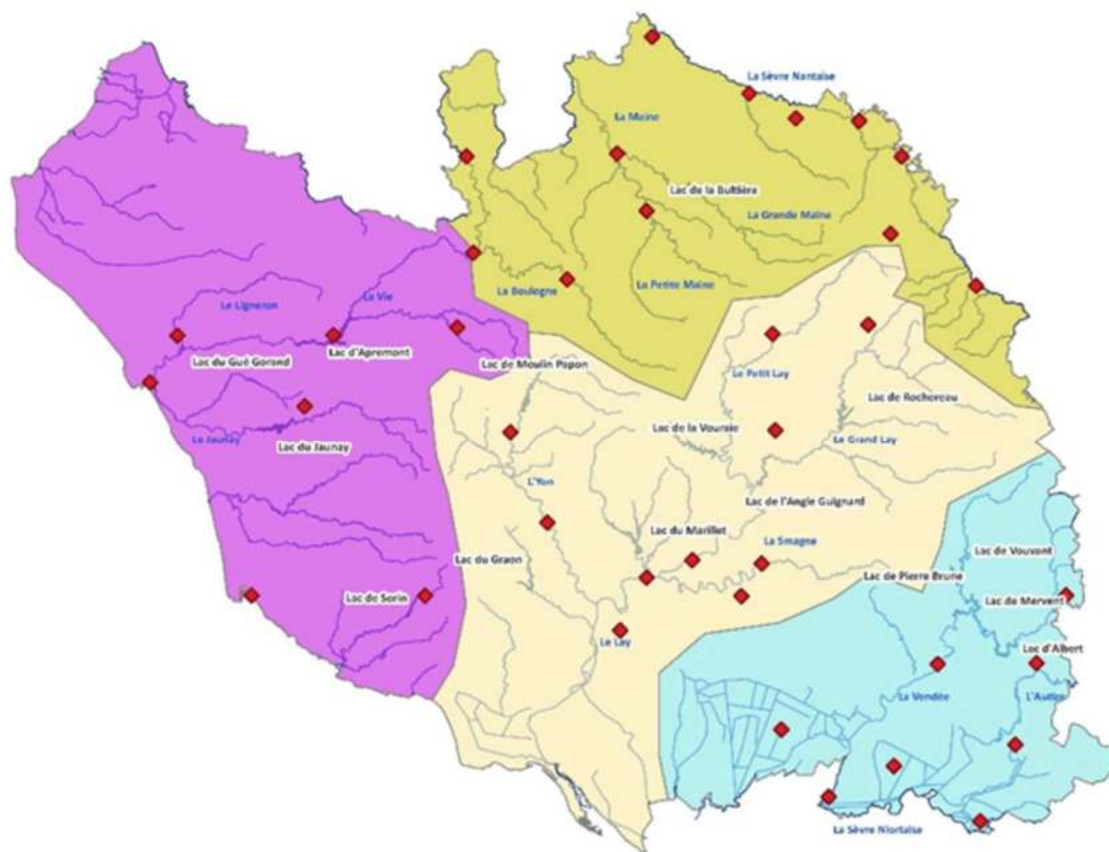 La Sèvre Nantaise
La Maine
Lac de la Bultière
La Grande Maine
La Boulogne
La Petite Maine
La Vie
Le Ligneron
Lac du Gué Gorand
Lac d'Apremont
Lac de Moulin Papon
Le Petit Lay
Lac de Rochereau
Lac de la Vouraie
Le Grand Lay
Le Jaunay
Lac du Jaunay
L'Yon
Lac de l'Angle Guignard
Lac du Marillet
La Smagne
Lac du Graon
Lac de Vouvant
Lac de Pierre Brune
Lac de Sorin
Lac de Mervent
Le Lay
Lac d'Albert
La Vendée
L'Autize
La Sèvre Niortaise